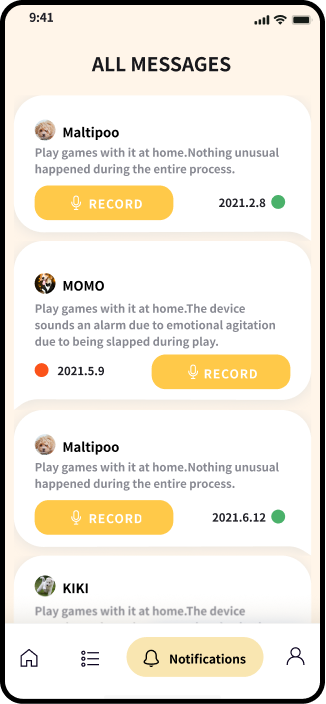 9:41
ALL MESSAGES
Maltipoo
Play games with it at home.Nothing unusual
happened during the entire process.
RECORD
2021.2.8
MOMO
Play games with it at home.The device
sounds an alarm due to emotional agitation
due to being slapped during play.
2021.5.9
RECORD
Maltipoo
Play games with it at home.Nothing unusual
happened during the entire process.
RECORD
2021.6.12
KIKI
Play games with it at home.The device
Notifications